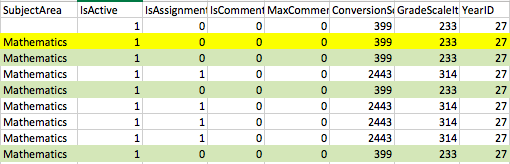 SubjectArea IsActive IsAssignment IsComment MaxCommer ConversionSc GradeScaleIt YearID
1 0 0 0 399 233 27
Mathematics 1 0 0 0 399 233 27
Mathematics 1 0 0 0 399 233 27
Mathematics 1 1 0 0 2443 314 27
Mathematics 1 0 0 0 399 233 27
Mathematics 1 1 0 0 2443 314 27
Mathematics 1 1 0 0 2443 314 27
Mathematics 1 1 0 0 2443 314 27
Mathematics 1 0 0 0 399 233 27